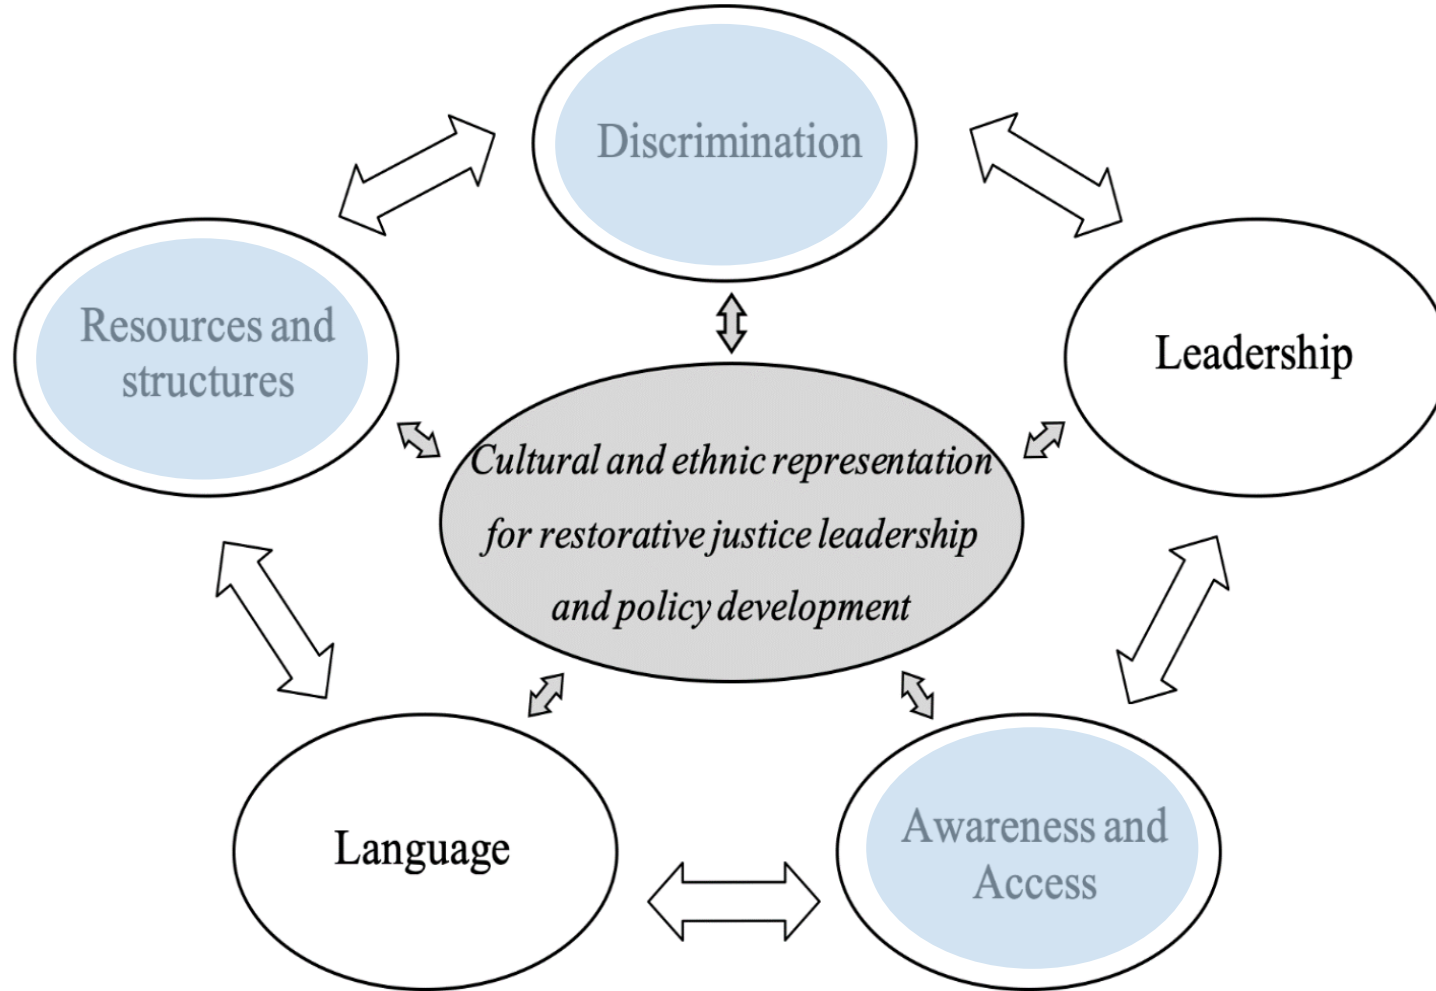 Discrimination
Resources and
structures
Leadership
Cultural and ethnic representation
for restorative justice leadership
and policy development
Language
Awareness and
Access